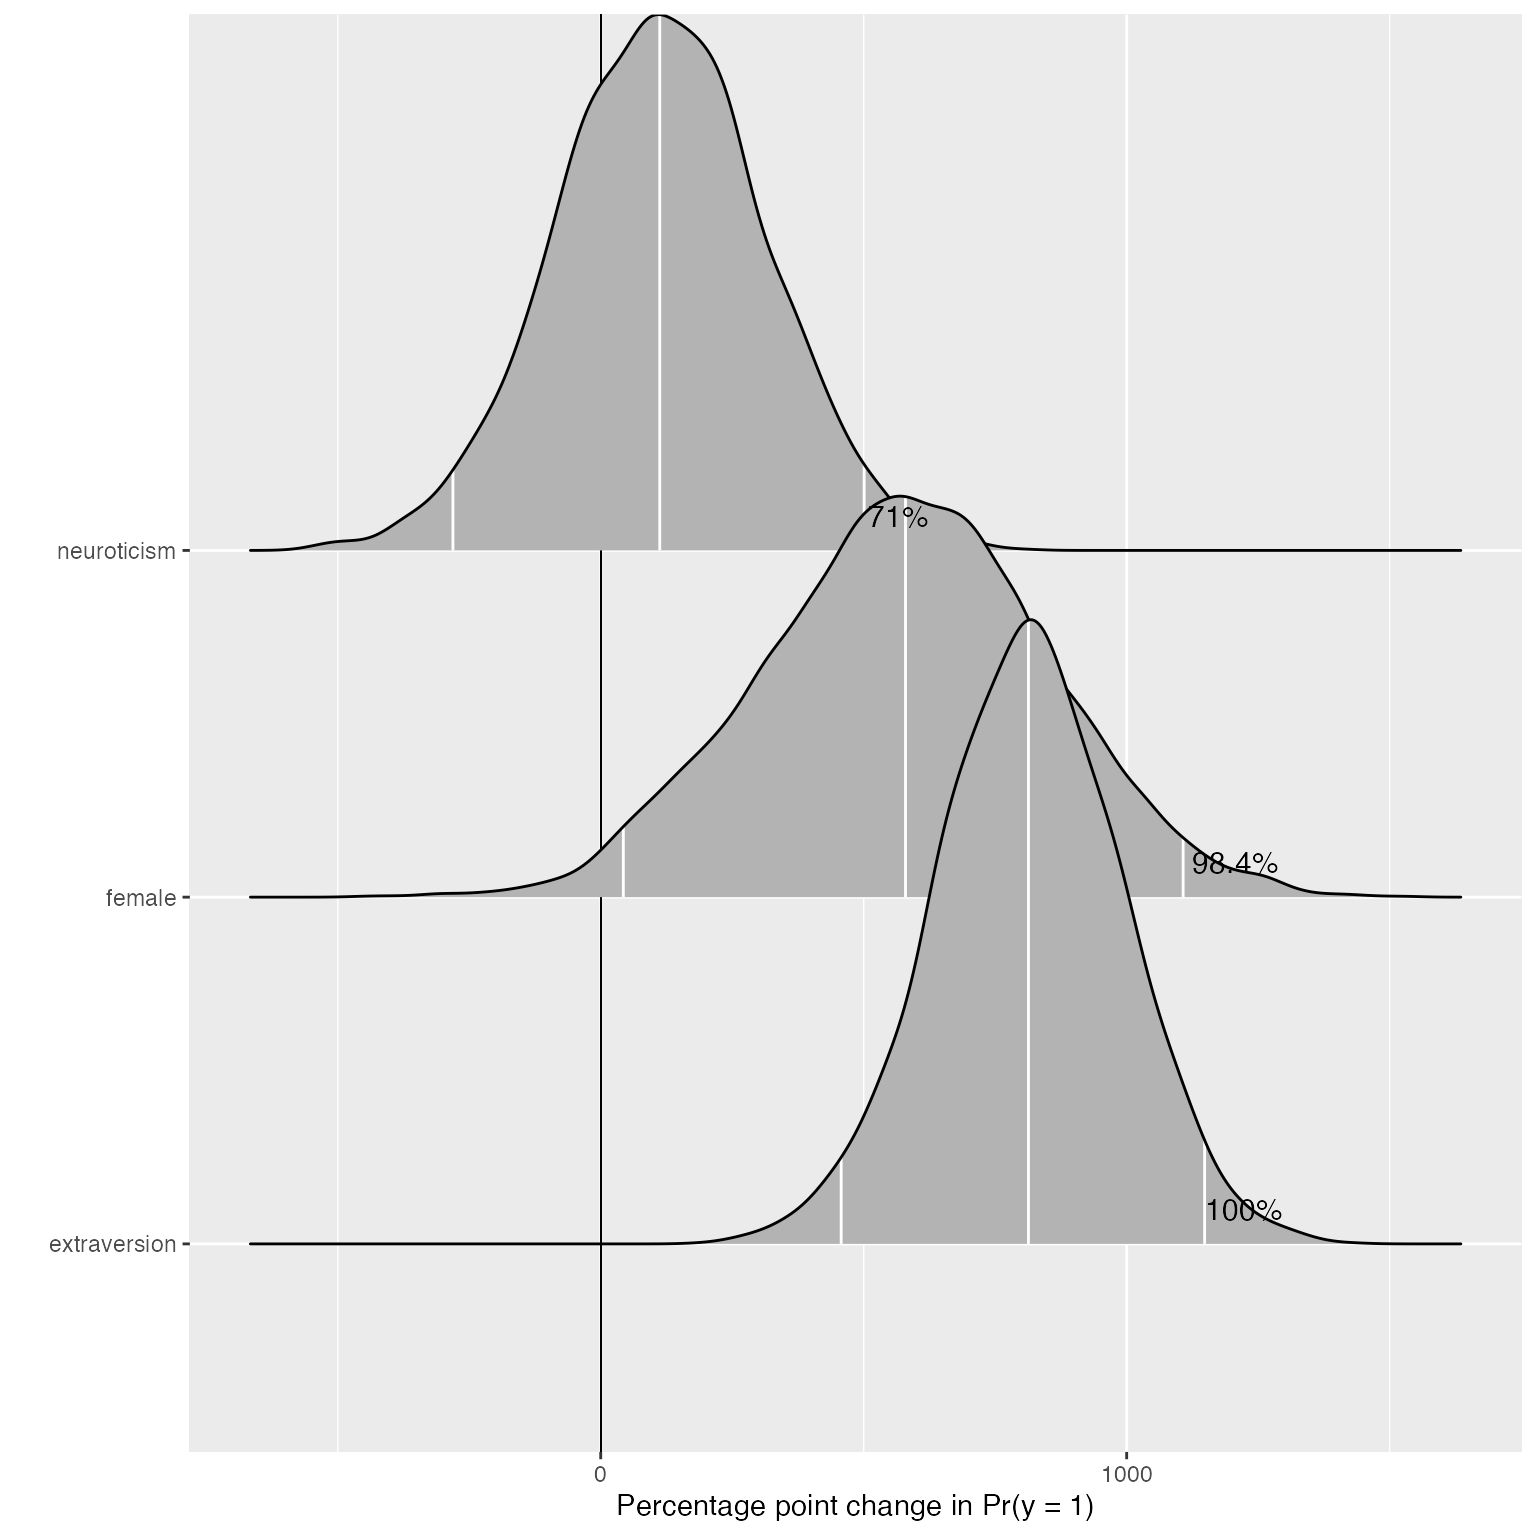 71%
neuroticism
98.4%
female
100%
extraversion
0 1000
Percentage point change in Pr(y = 1)